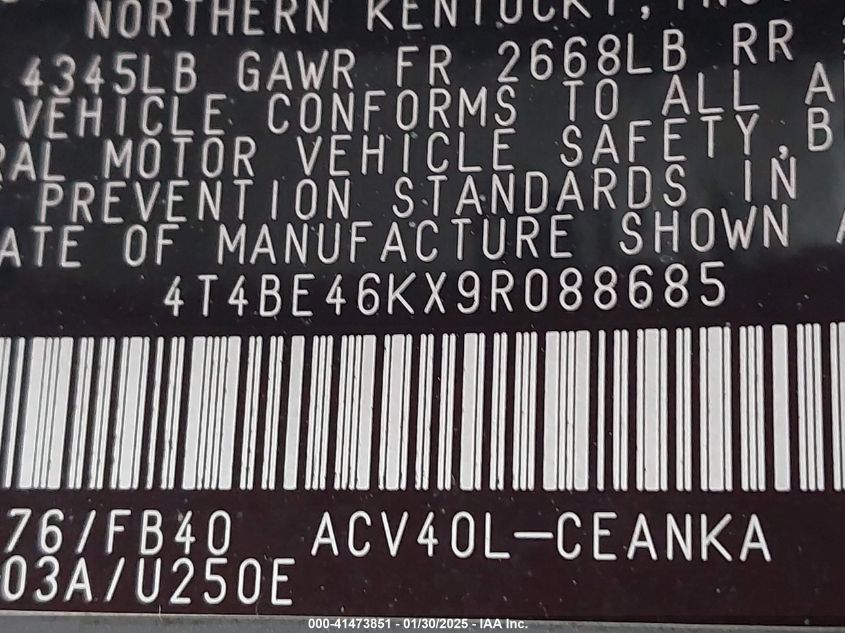 NORTHERN KENTUCKY, INC
4345LB GAWR FR 2668LB RR
VEHICLE CONFORMS TO ALL A
RAL MOTOR VEHICLE SAFETY, B
PREVENTION STANDARDS IN
ATE OF MANUFACTURE SHOWN A
4T4BE46KX9R088685
76/FB40 ACV40L-CEANKA
03A/U250E
000-41473851 - 01/30/2025 - IAA Inc.